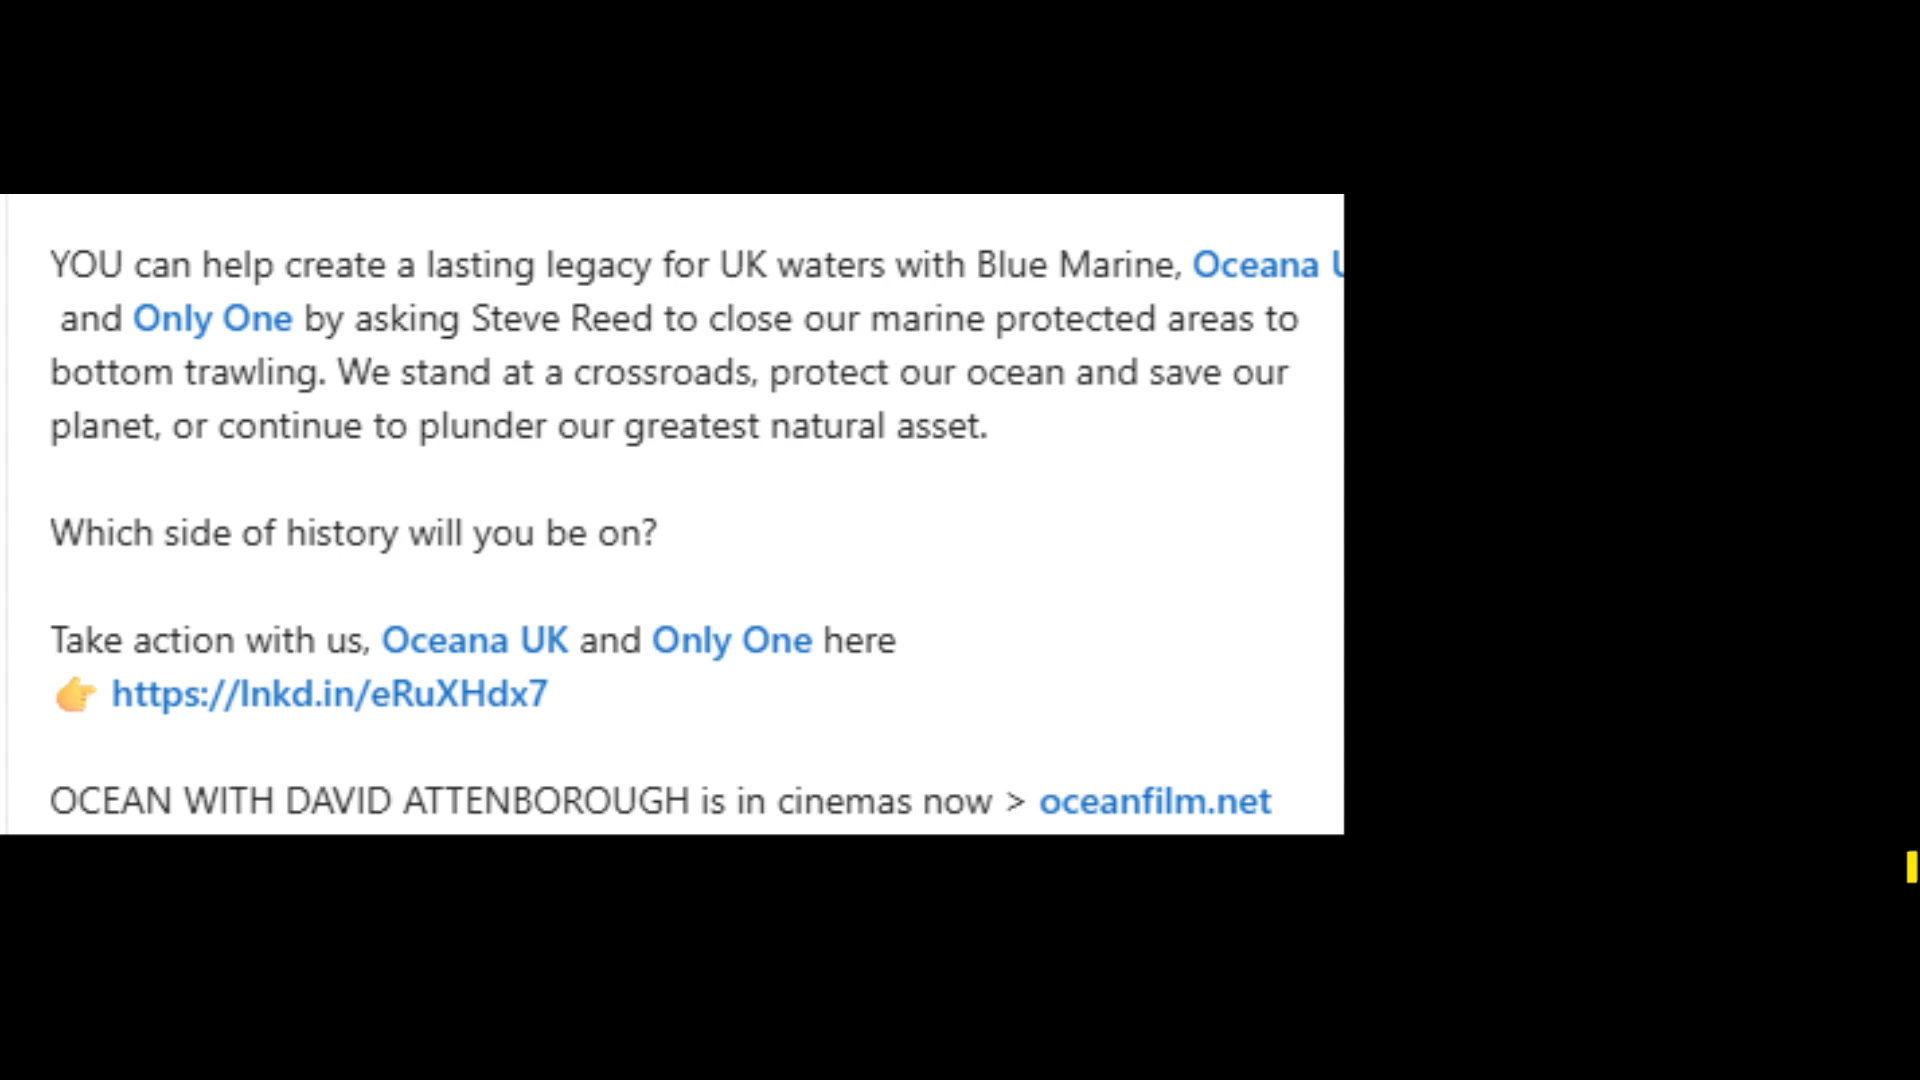 YOU can help create a lasting legacy for UK waters with Blue Marine, Oceana U
and Only One by asking Steve Reed to close our marine protected areas to
bottom trawling. We stand at a crossroads, protect our ocean and save our
planet, or continue to plunder our greatest natural asset.
Which side of history will you be on?
Take action with us, Oceana UK and Only One here
👉 https://lnkd.in/eRuXHdx7
OCEAN WITH DAVID ATTENBOROUGH is in cinemas now > oceanfilm.net